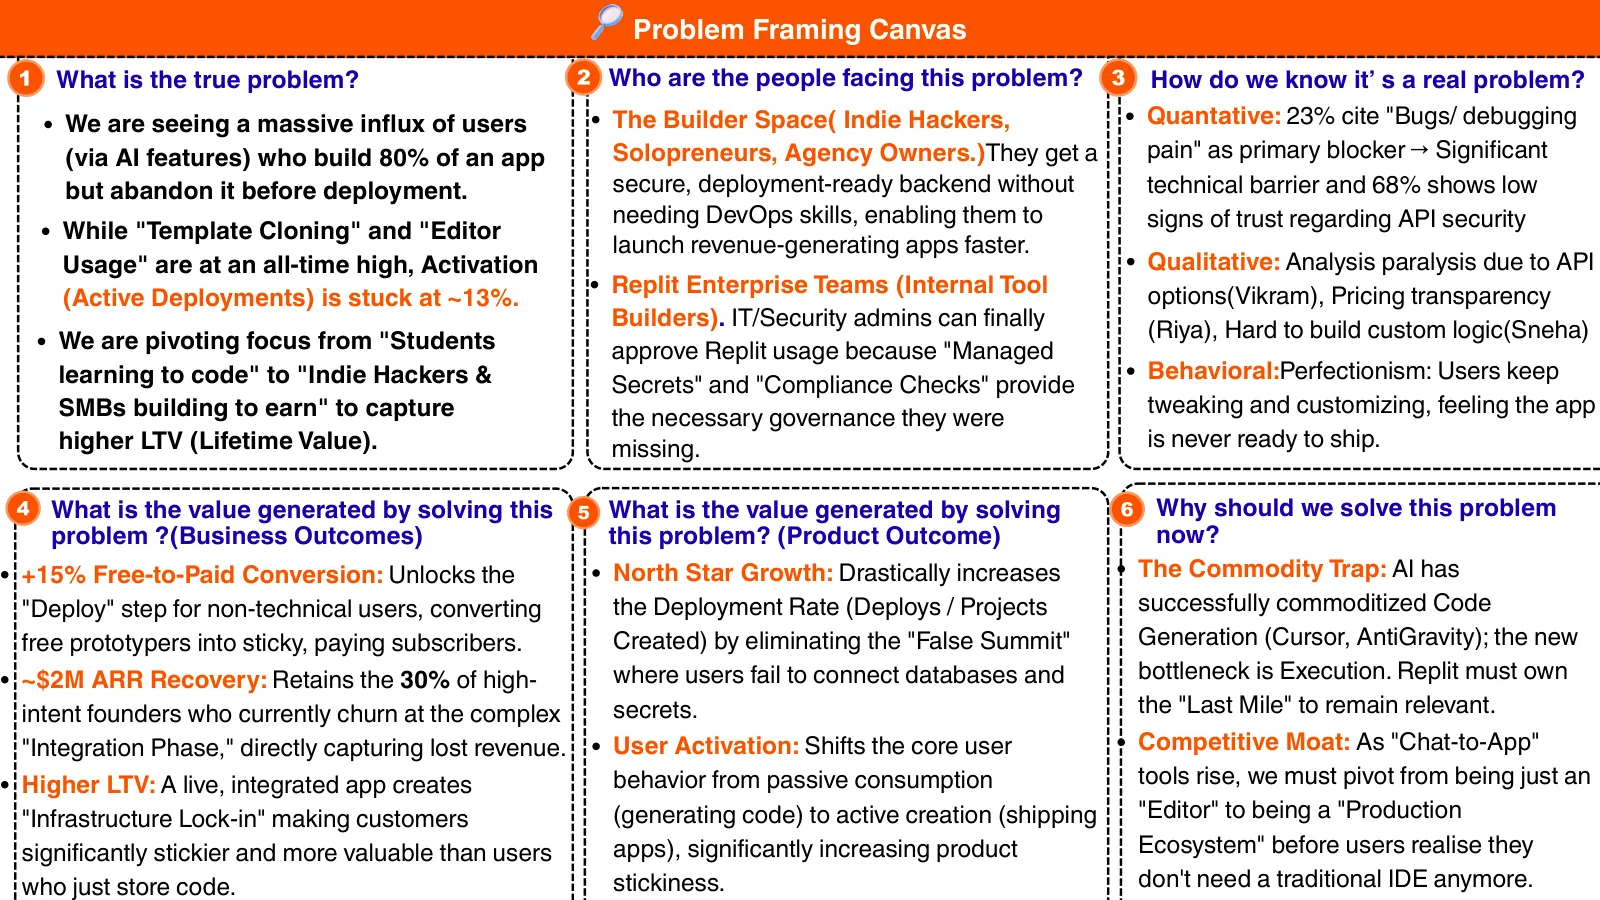 Problem Framing Canvas
1
What is the true problem?
• We are seeing a massive influx of users
(via AI features) who build 80% of an app
but abandon it before deployment.
• While "Template Cloning" and "Editor
Usage" are at an all-time high, Activation
(Active Deployments) is stuck at ~13%.
• We are pivoting focus from "Students
learning to code" to "Indie Hackers &
SMBs building to earn" to capture
higher LTV (Lifetime Value).
2
Who are the people facing this problem?
• The Builder Space( Indie Hackers,
Solopreneurs, Agency Owners.)They get a
secure, deployment-ready backend without
needing DevOps skills, enabling them to
launch revenue-generating apps faster.
• Replit Enterprise Teams (Internal Tool
Builders). IT/Security admins can finally
approve Replit usage because "Managed
Secrets" and "Compliance Checks" provide
the necessary governance they were
missing.
3
How do we know it’ s a real problem?
• Quantative: 23% cite "Bugs/ debugging
pain" as primary blocker → Significant
technical barrier and 68% shows low
signs of trust regarding API security
• Qualitative: Analysis paralysis due to API
options(Vikram), Pricing transparency
(Riya), Hard to build custom logic(Sneha)
• Behavioral:Perfectionism: Users keep
tweaking and customizing, feeling the app
is never ready to ship.
4
What is the value generated by solving this
problem ?(Business Outcomes)
• +15% Free-to-Paid Conversion: Unlocks the
"Deploy" step for non-technical users, converting
free prototypers into sticky, paying subscribers.
• ~$2M ARR Recovery: Retains the 30% of high-
intent founders who currently churn at the complex
"Integration Phase," directly capturing lost revenue.
• Higher LTV: A live, integrated app creates
"Infrastructure Lock-in" making customers
significantly stickier and more valuable than users
who just store code.
5
What is the value generated by solving
this problem? (Product Outcome)
• North Star Growth: Drastically increases
the Deployment Rate (Deploys / Projects
Created) by eliminating the "False Summit"
where users fail to connect databases and
secrets.
• User Activation: Shifts the core user
behavior from passive consumption
(generating code) to active creation (shipping
apps), significantly increasing product
stickiness.
6
Why should we solve this problem
now?
• The Commodity Trap: AI has
successfully commoditized Code
Generation (Cursor, AntiGravity); the new
bottleneck is Execution. Replit must own
the "Last Mile" to remain relevant.
• Competitive Moat: As "Chat-to-App"
tools rise, we must pivot from being just an
"Editor" to being a "Production
Ecosystem" before users realise they
don't need a traditional IDE anymore.